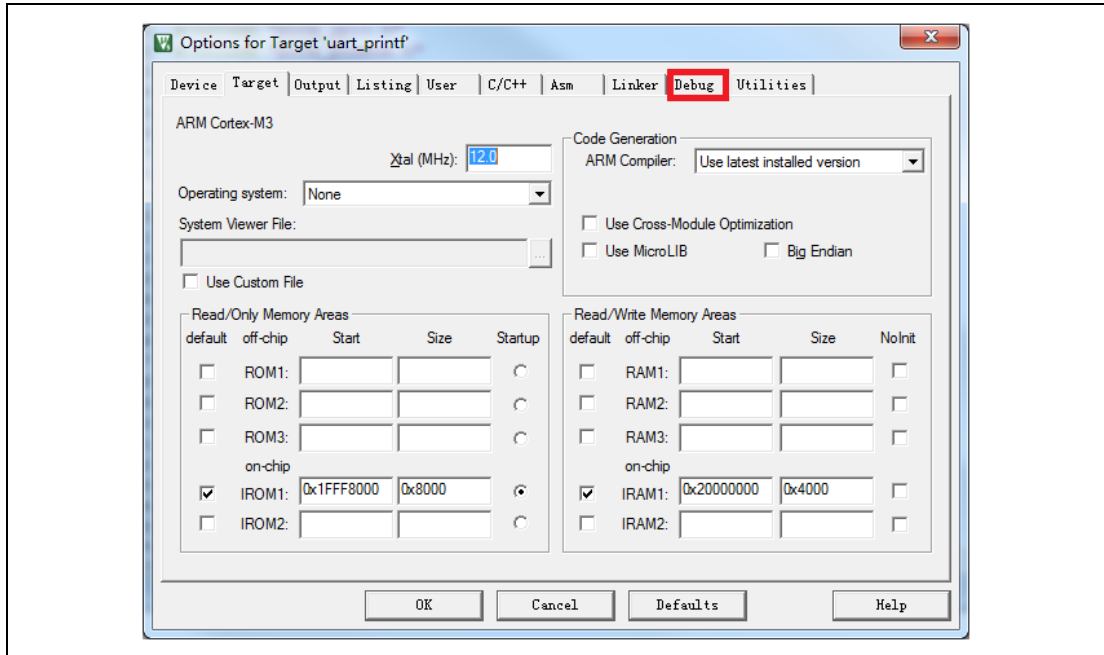 Options for Target 'uart_printf'
Device Target Output Listing User C/C++ Asm Linker Debug Utilities
ARM Cortex-M3
Xtal (MHz): 12.0
Operating system: None
System Viewer File:
...
Use Custom File
Code Generation
ARM Compiler: Use latest installed version
Use Cross-Module Optimization
Use MicroLIB Big Endian
Read/Only Memory Areas
default off-chip Start Size Startup
ROM1:
ROM2:
ROM3:
on-chip
IROM1: 0x1FFF8000 0x8000
IROM2:
Read/Write Memory Areas
default off-chip Start Size NoInit
RAM1:
RAM2:
RAM3:
on-chip
IRAM1: 0x20000000 0x4000
IRAM2:
OK Cancel Defaults Help